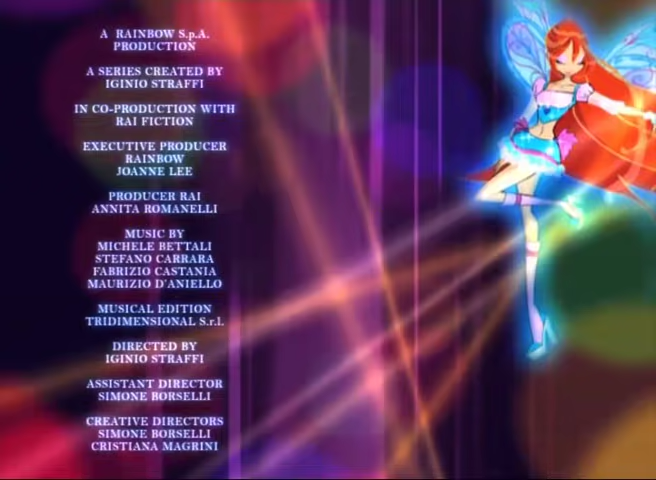 A RAINBOW S.p.A.
PRODUCTION
A SERIES CREATED BY
IGINIO STRAFFI
IN CO-PRODUCTION WITH
RAI FICTION
EXECUTIVE PRODUCER
RAINBOW
JOANNE LEE
PRODUCER RAI
ANNITA ROMANELLI
MUSIC BY
MICHELE BETTALI
STEFANO CARRARA
FABRIZIO CASTANIA
MAURIZIO D'ANIELLO
MUSICAL EDITION
TRIDIMENSIONAL S.r.l.
DIRECTED BY
IGINIO STRAFFI
ASSISTANT DIRECTOR
SIMONE BORSELLI
CREATIVE DIRECTORS
SIMONE BORSELLI
CRISTIANA MAGRINI